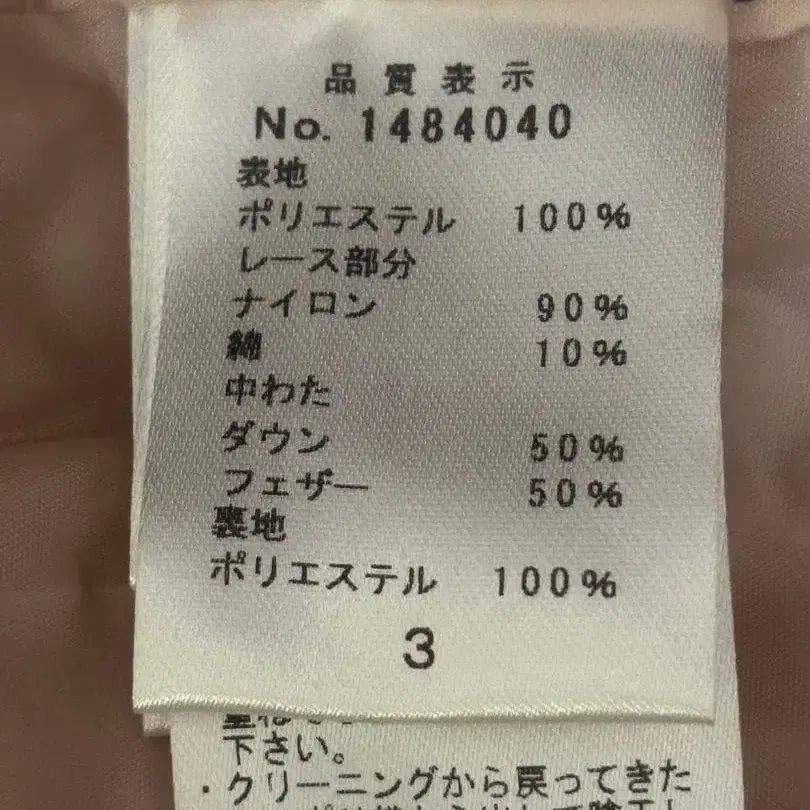 品質表示
No. 1484040
表地
ポリエステル 100%
レース部分
ナイロン 90%
綿 10%
中わた
ダウン 50%
フェザー 50%
裏地
ポリエステル 100%
3
下さい。
・クリーニングから戻ってきた